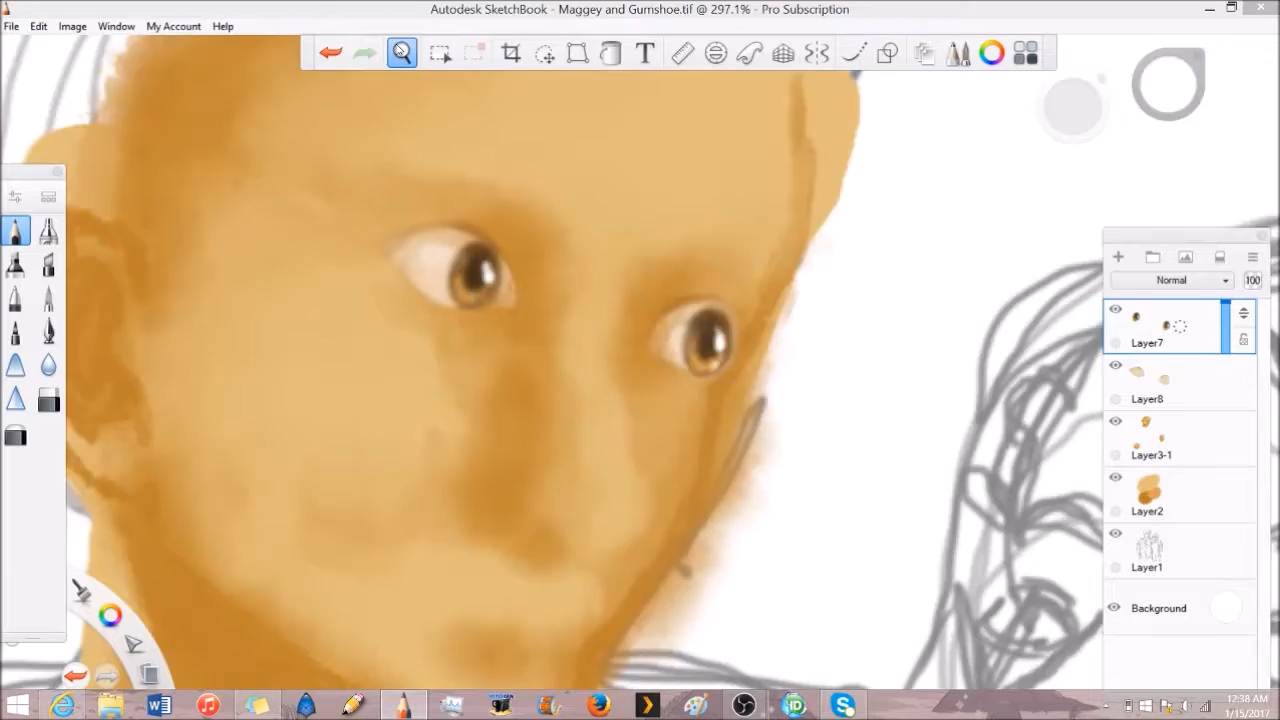 Autodesk SketchBook - Maggey and Gumshoe.tif @ 297.1% - Pro Subscription
File Edit Image Window My Account Help
T
Normal 100
Layer7
Layer8
Layer3-1
Layer2
Layer1
Background
12:38 AM
1/15/2017